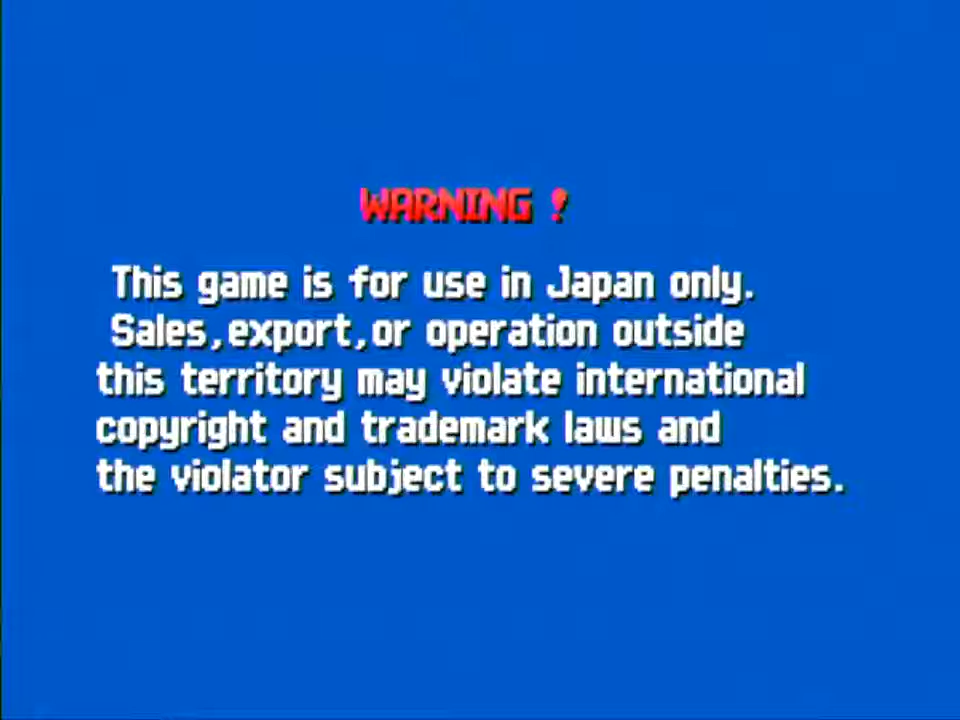 WARNING !
This game is for use in Japan only.
Sales,export,or operation outside
this territory may violate international
copyright and trademark laws and
the violator subject to severe penalties.